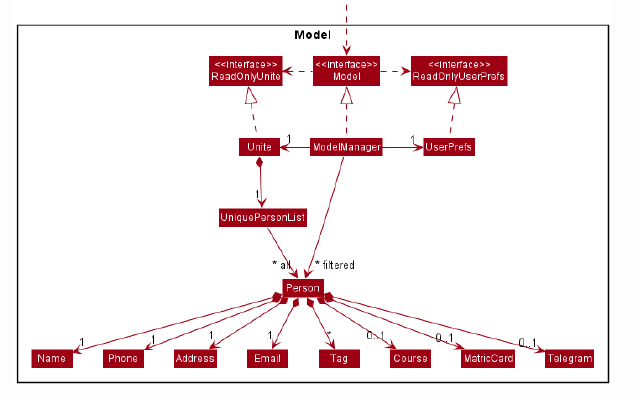 Model
<<interface>>
ReadOnlyUnite
<<interface>>
Model
<<interface>>
ReadOnlyUserPrefs
Unite
1
ModelManager
1
UserPrefs
1
UniquePersonList
* all
* filtered
Person
1
1
1
1
*
0..1
0..1
0..1
Name
Phone
Address
Email
Tag
Course
MatricCard
Telegram